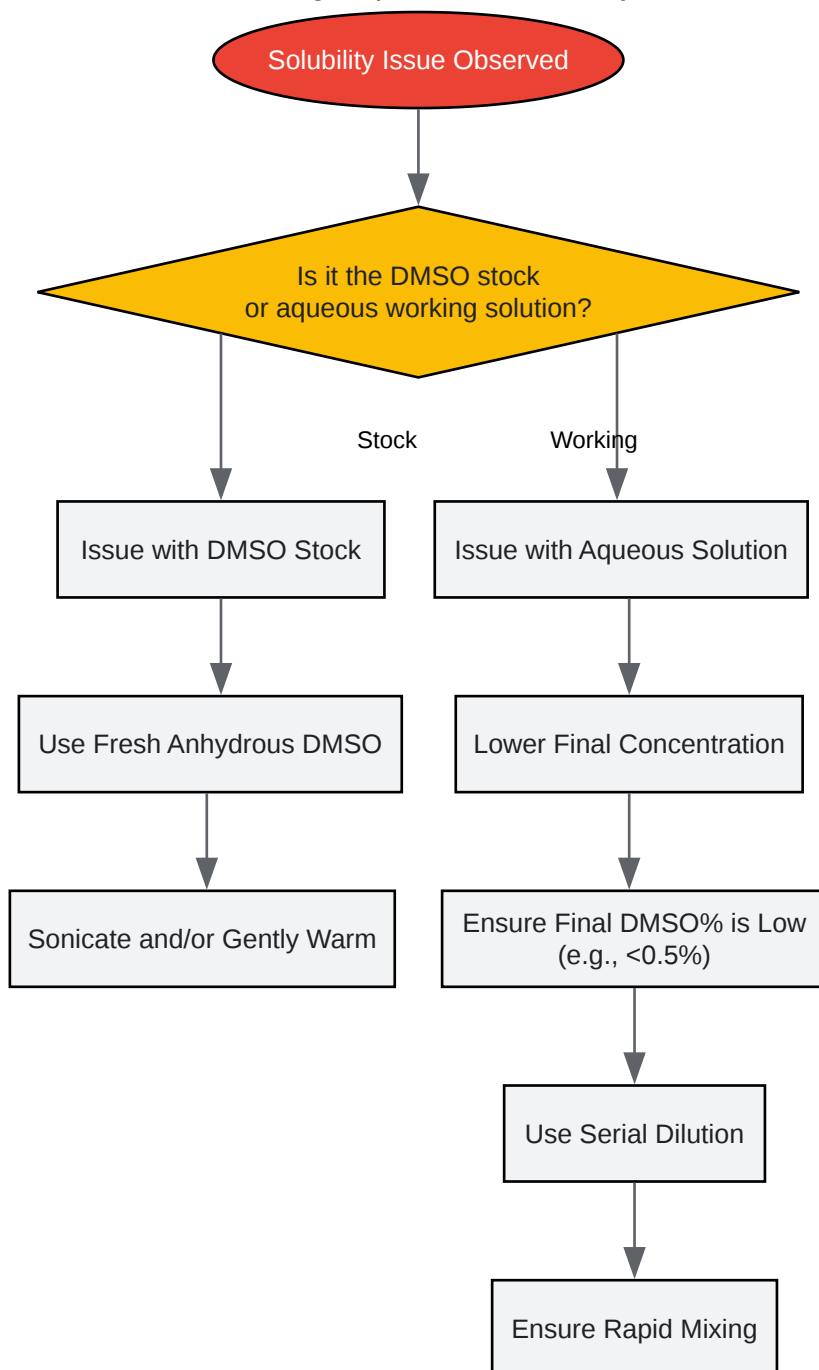 Solubility Issue Observed
Is it the DMSO stock
or aqueous working solution?
Stock
Working
Issue with DMSO Stock
Issue with Aqueous Solution
Use Fresh Anhydrous DMSO
Lower Final Concentration
Sonicate and/or Gently Warm
Ensure Final DMSO% is Low
(e.g., <0.5%)
Use Serial Dilution
Ensure Rapid Mixing